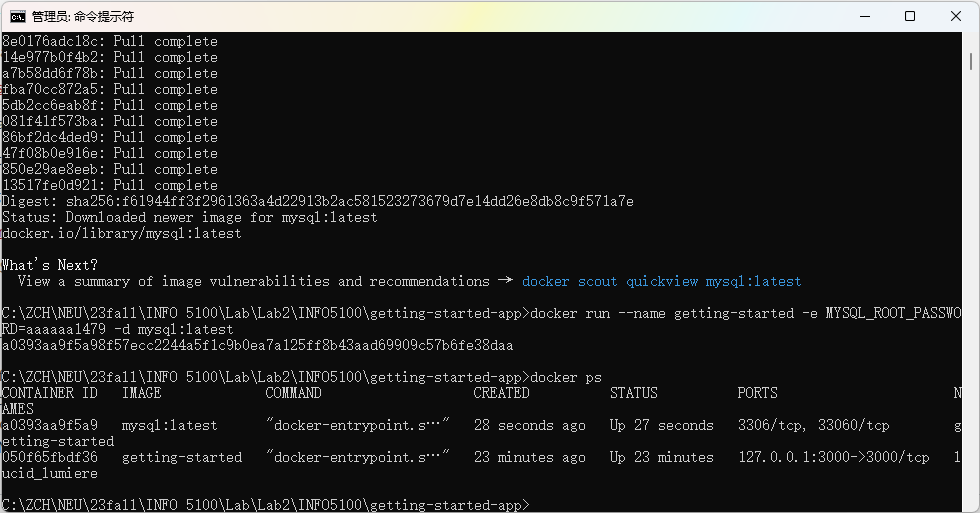 管理员: 命令提示符
8e0176adc18c: Pull complete
14e977b0f4b2: Pull complete
a7b58dd6f78b: Pull complete
fba70cc872a5: Pull complete
5db2cc6eab8f: Pull complete
081f41f573ba: Pull complete
86bf2dc4ded9: Pull complete
47f08b0e916e: Pull complete
850e29ae8eeb: Pull complete
13517fe0d921: Pull complete
Digest: sha256:f61944ff3f2961363a4d22913b2ac581523273679d7e14dd26e8db8c9f571a7e
Status: Downloaded newer image for mysql:latest
docker.io/library/mysql:latest
What's Next?
View a summary of image vulnerabilities and recommendations → docker scout quickview mysql:latest
C:\ZCH\NEU\23fall\INFO 5100\Lab\Lab2\INFO5100\getting-started-app>docker run --name getting-started -e MYSQL_ROOT_PASSWO
RD=aaaaaa1479 -d mysql:latest
a0393aa9f5a98f57ecc2244a5f1c9b0ea7a125ff8b43aad69909c57b6fe38daa
C:\ZCH\NEU\23fall\INFO 5100\Lab\Lab2\INFO5100\getting-started-app>docker ps
CONTAINER ID   IMAGE             COMMAND                   CREATED          STATUS          PORTS                      N
AMES
a0393aa9f5a9   mysql:latest      "docker-entrypoint.s…"   28 seconds ago   Up 27 seconds   3306/tcp, 33060/tcp        g
etting-started
050f65fbdf36   getting-started   "docker-entrypoint.s…"   23 minutes ago   Up 23 minutes   127.0.0.1:3000->3000/tcp   l
ucid_lumiere
C:\ZCH\NEU\23fall\INFO 5100\Lab\Lab2\INFO5100\getting-started-app>